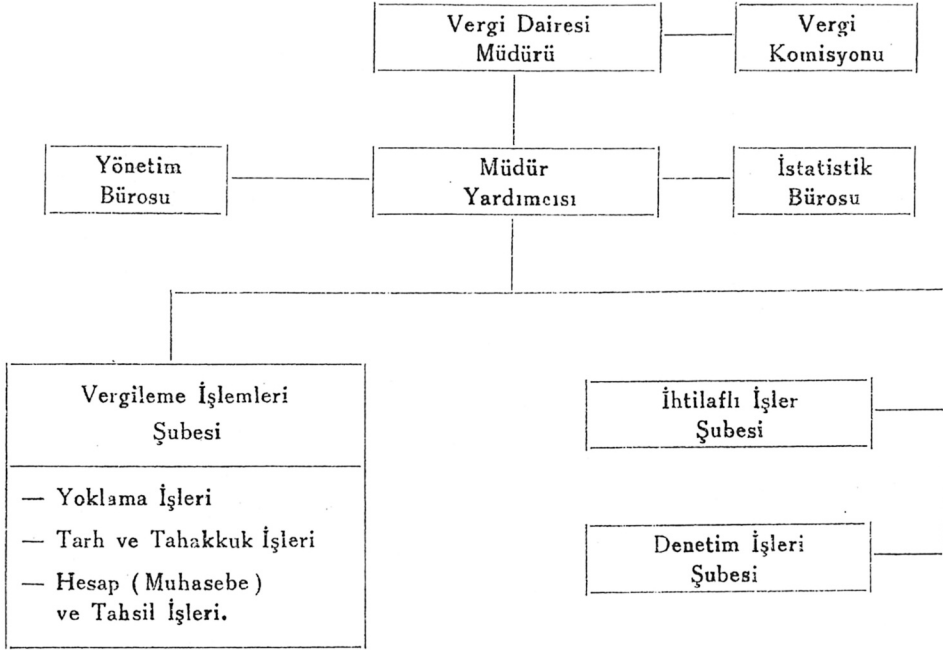 Vergi Dairesi
Müdürü
Vergi
Komisyonu
Yönetim
Bürosu
Müdür
Yardımcısı
İstatistik
Bürosu
Vergileme İşlemleri
Şubesi
— Yoklama İşleri
— Tarh ve Tahakkuk İşleri
— Hesap (Muhasebe)
ve Tahsil İşleri.
İhtilaflı İşler
Şubesi
Denetim İşleri
Şubesi